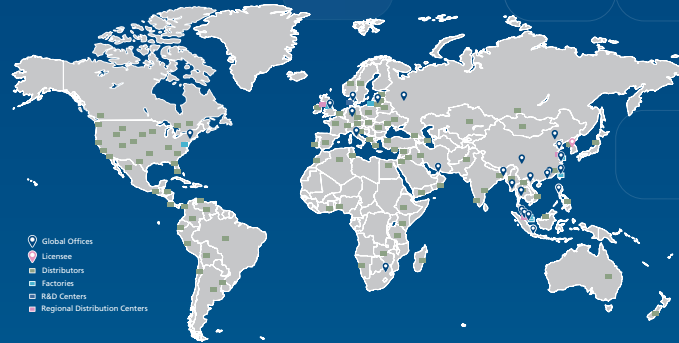 Global Offices
Licensee
Distributors
Factories
R&D Centers
Regional Distribution Centers